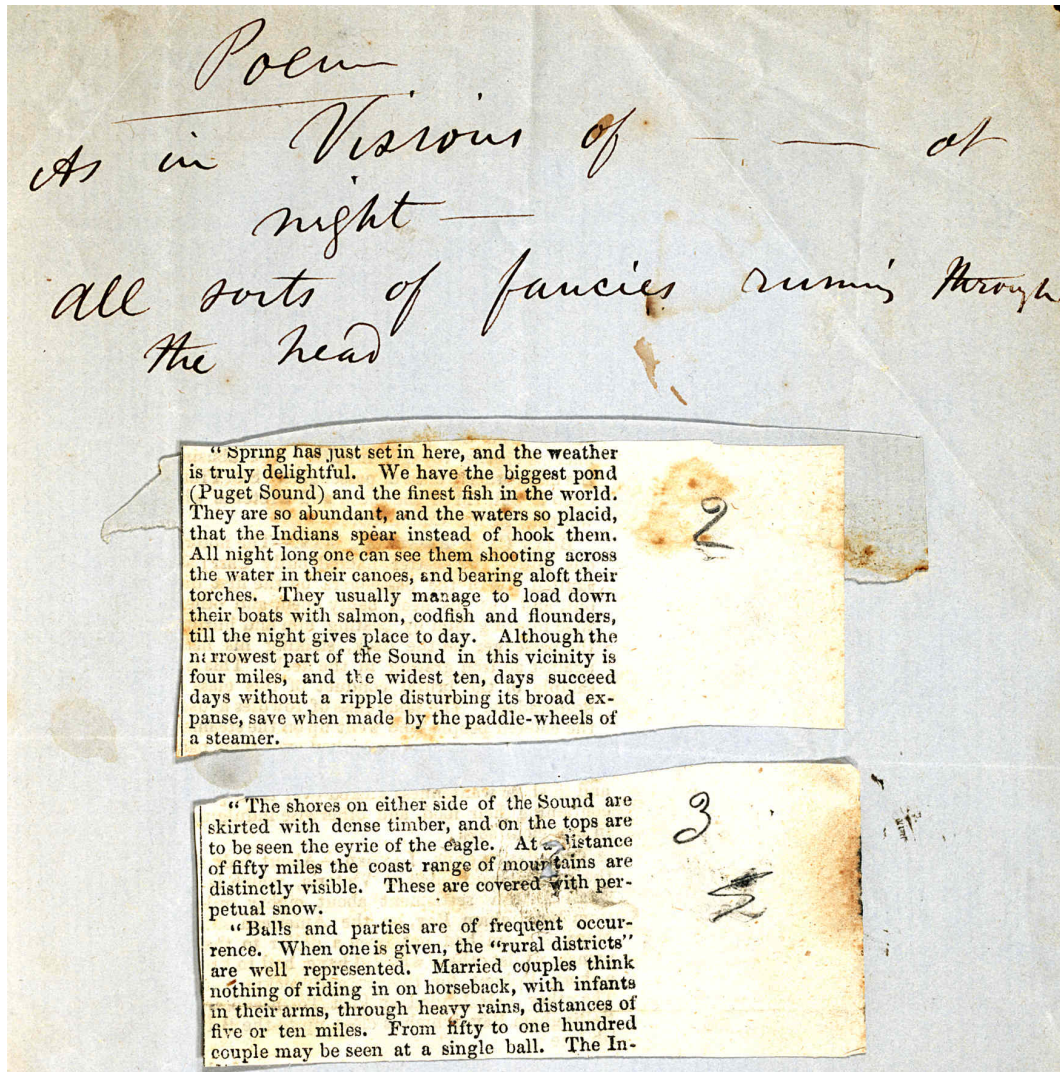 Poem
As in Visions of — — at
night —
All sorts of fancies running through
the head
"Spring has just set in here, and the weather
is truly delightful. We have the biggest pond
(Puget Sound) and the finest fish in the world.
They are so abundant, and the waters so placid,
that the Indians spear instead of hook them.
All night long one can see them shooting across
the water in their canoes, and bearing aloft their
torches. They usually manage to load down
their boats with salmon, codfish and flounders,
till the night gives place to day. Although the
narrowest part of the Sound in this vicinity is
four miles, and the widest ten, days succeed
days without a ripple disturbing its broad ex-
panse, save when made by the paddle-wheels of
a steamer.
2
"The shores on either side of the Sound are
skirted with dense timber, and on the tops are
to be seen the eyrie of the eagle. At a distance
of fifty miles the coast range of mountains are
distinctly visible. These are covered with per-
petual snow.
"Balls and parties are of frequent occur-
rence. When one is given, the "rural districts"
are well represented. Married couples think
nothing of riding in on horseback, with infants
in their arms, through heavy rains, distances of
five or ten miles. From fifty to one hundred
couple may be seen at a single ball. The In-
3